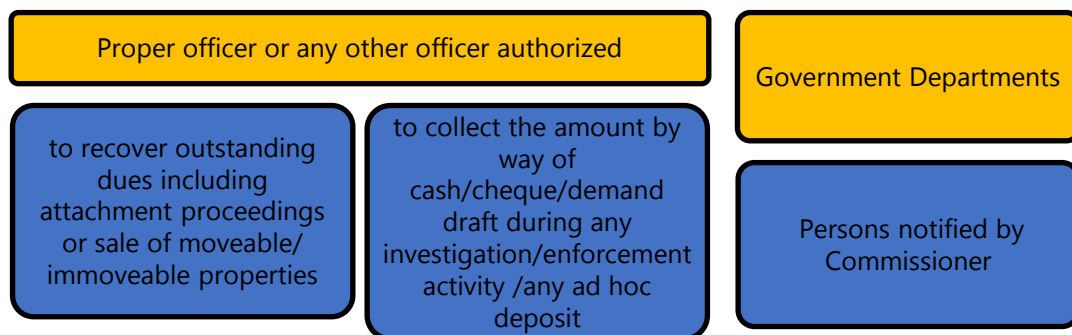 Proper officer or any other officer authorized
Government Departments
to recover outstanding
dues including
attachment proceedings
or sale of moveable/
immoveable properties
to collect the amount by
way of
cash/cheque/demand
draft during any
investigation/enforcement
activity /any ad hoc
deposit
Persons notified by
Commissioner